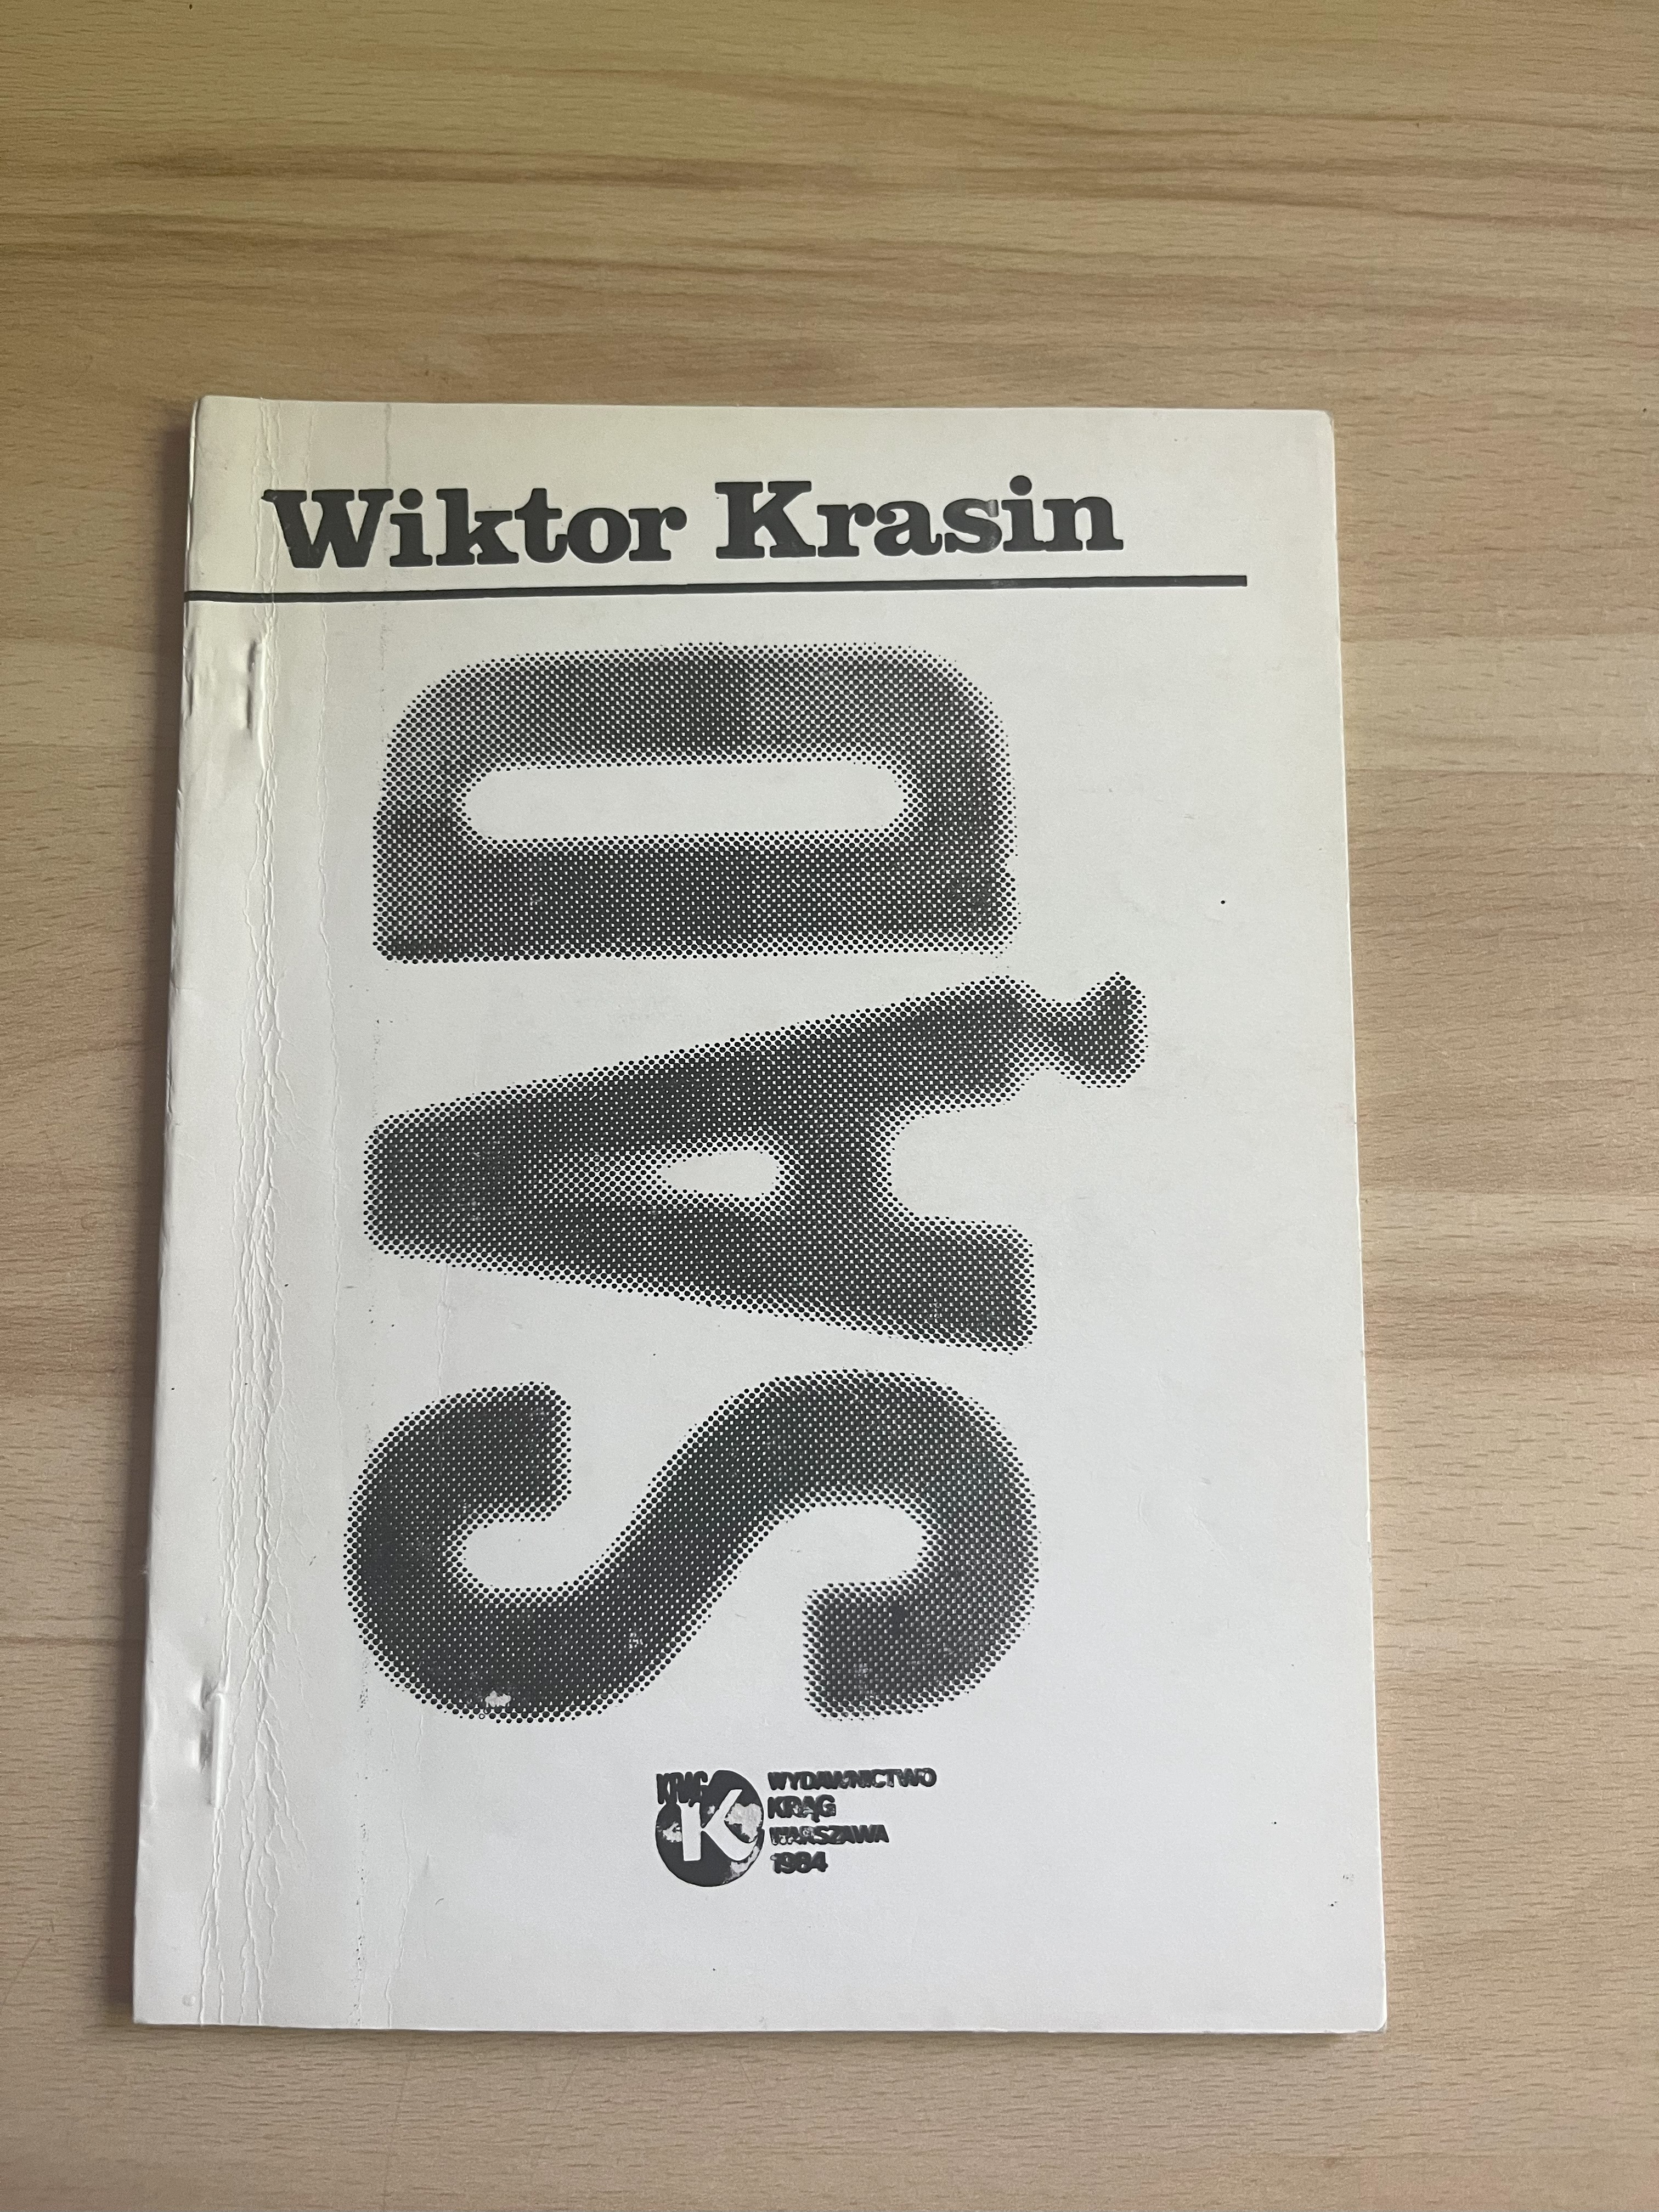 Wiktor Krasin
SĄD
KRĄG
K
WYDAWNICTWO
KRĄG
WARSZAWA
1984